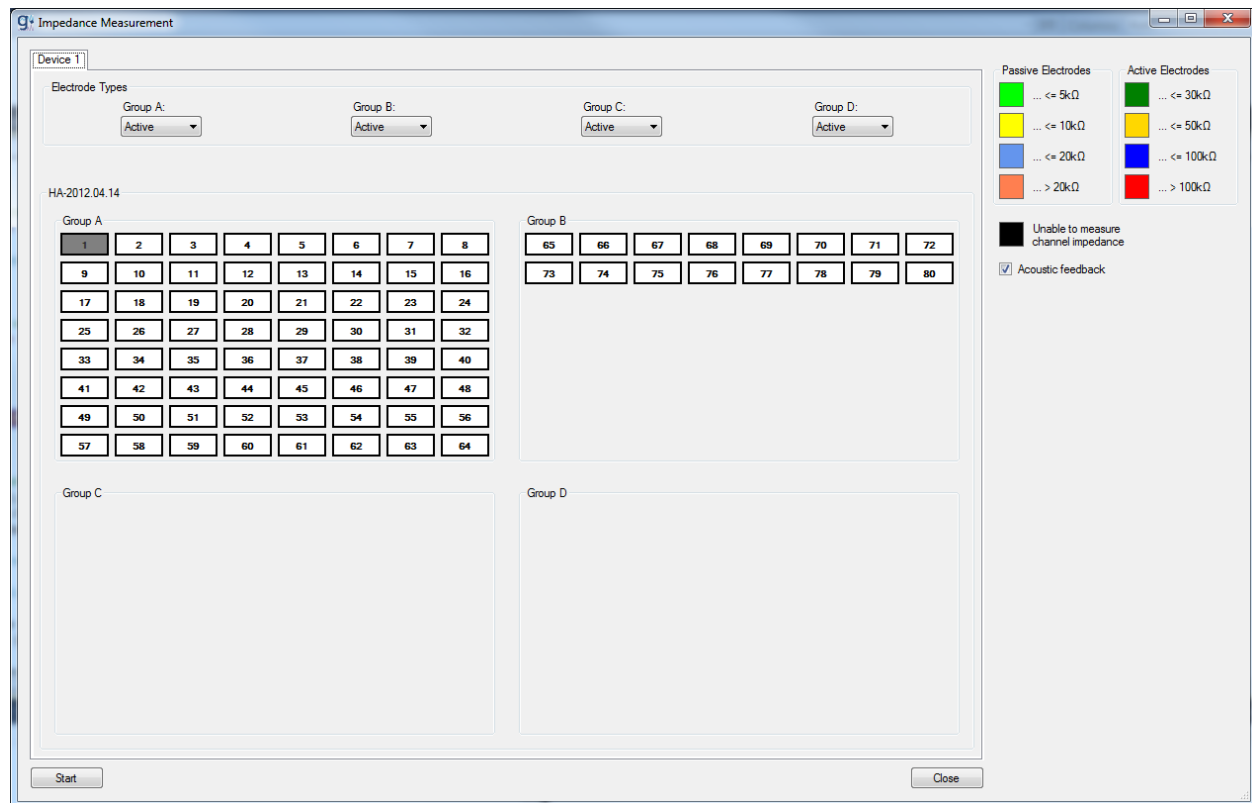 g Impedance Measurement
Device 1
Electrode Types
Group A: Group B: Group C: Group D:
Active Active Active Active
HA-2012.04.14
Group A
1 2 3 4 5 6 7 8
9 10 11 12 13 14 15 16
17 18 19 20 21 22 23 24
25 26 27 28 29 30 31 32
33 34 35 36 37 38 39 40
41 42 43 44 45 46 47 48
49 50 51 52 53 54 55 56
57 58 59 60 61 62 63 64
Group B
65 66 67 68 69 70 71 72
73 74 75 76 77 78 79 80
Group C
Group D
Start
Close
Passive Electrodes
... <= 5kΩ
... <= 10kΩ
... <= 20kΩ
... > 20kΩ
Active Electrodes
... <= 30kΩ
... <= 50kΩ
... <= 100kΩ
... > 100kΩ
Unable to measure
channel impedance
Acoustic feedback